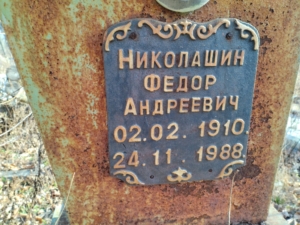 Николашин
Федор
Андреевич
02.02. 1910.
24.11. 1988